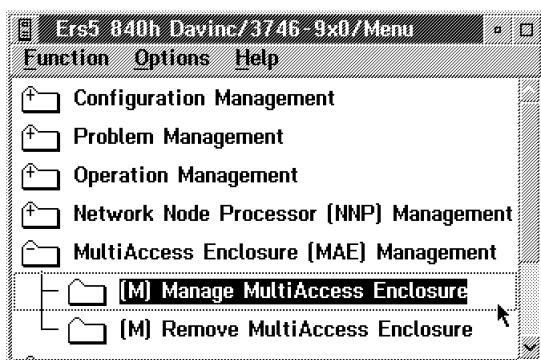 Ers5 840h Davinc/3746-9x0/Menu
Function Options Help
Configuration Management
Problem Management
Operation Management
Network Node Processor (NNP) Management
MultiAccess Enclosure (MAE) Management
(M) Manage MultiAccess Enclosure
(M) Remove MultiAccess Enclosure